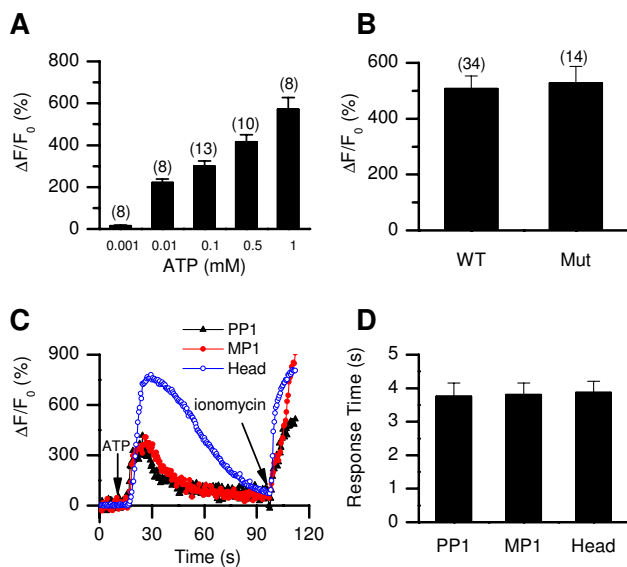 A
ΔF/F0 (%)
800
600
400
200
0
(8)
(8)
(13)
(10)
(8)
0.001 0.01 0.1 0.5 1
ATP (mM)
B
ΔF/F0 (%)
600
400
200
0
(34)
(14)
WT Mut
C
PP1
MP1
Head
ΔF/F0 (%)
900
600
300
0
ATP
ionomycin
0 30 60 90 120
Time (s)
D
Response Time (s)
5
4
3
2
1
0
PP1 MP1 Head